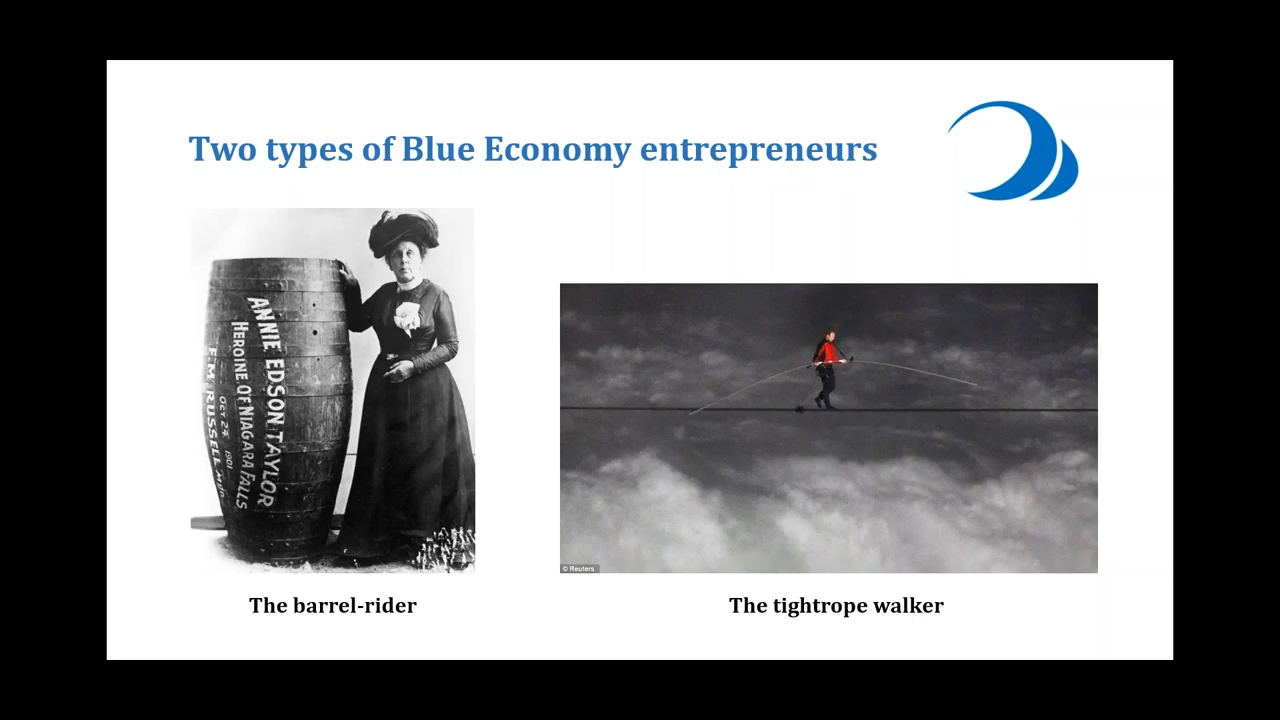 Two types of Blue Economy entrepreneurs
ANNIE EDSON TAYLOR
HEROINE OF NIAGARA FALLS
OCT 24 1901
F.M. RUSSELL
© Reuters
The barrel-rider
The tightrope walker